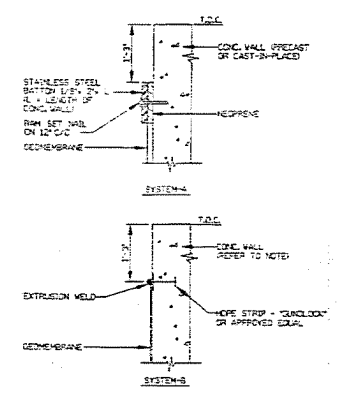 T.O.C.
1'-3"
CONC. WALL (PRECAST
OR CAST-IN-PLACE)
STAINLESS STEEL
BATTON 1/8"x 2"x L
(L = LENGTH OF
CONC. WALL)
RAM SET NAIL
ON 12" C/C
GEOMEMBRANE
NEOPRENE
SYSTEM-A
T.O.C.
1'-3"
CONC. WALL
(REFER TO NOTE)
EXTRUSION WELD
HDPE STRIP - "GUNDLOCK"
OR APPROVED EQUAL
GEOMEMBRANE
SYSTEM-B